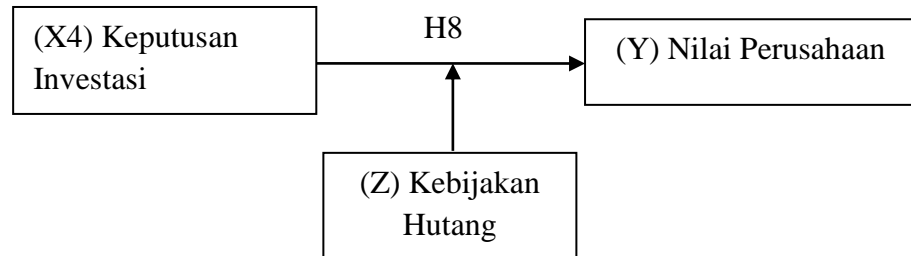 H8
(X4) Keputusan
Investasi
(Y) Nilai Perusahaan
(Z) Kebijakan
Hutang